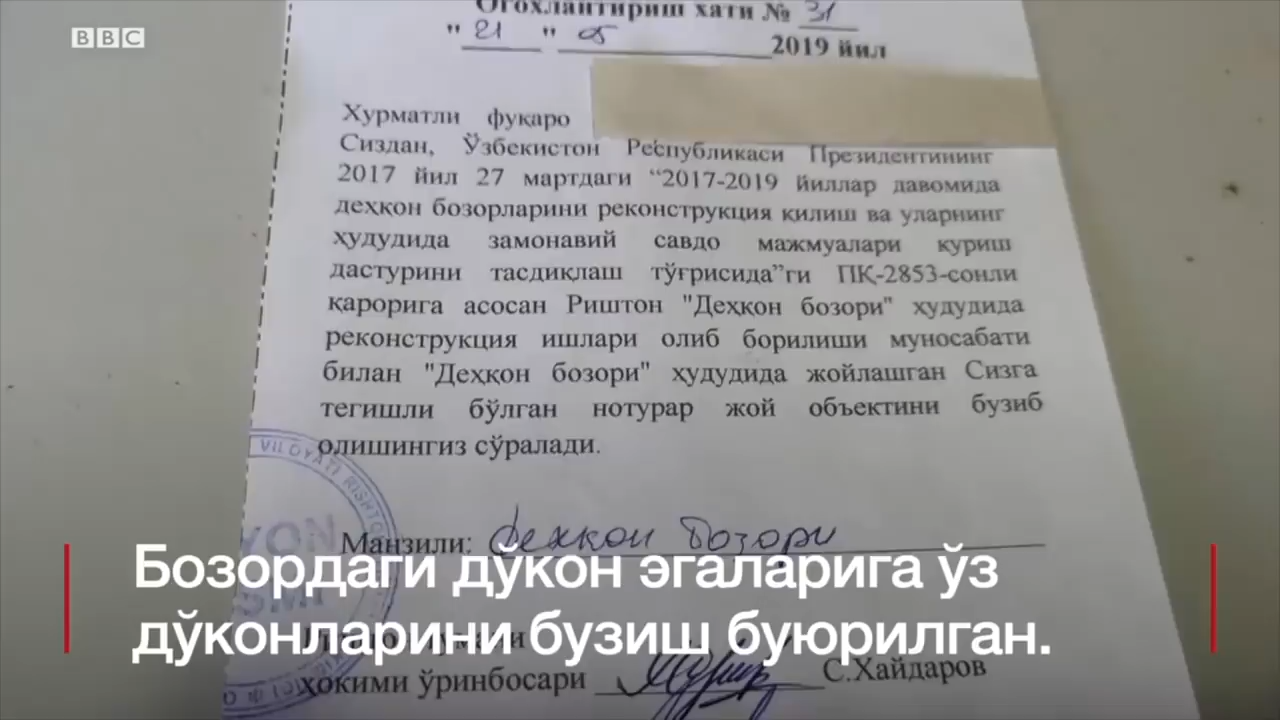 BBC
Огохлантириш хати № 31
" 21 " 05 2019 йил
Хурматли фуқаро
Сиздан, Ўзбекистон Республикаси Президентининг
2017 йил 27 мартдаги “2017-2019 йиллар давомида
деҳқон бозорларини реконструкция қилиш ва уларнинг
ҳудудида замонавий савдо мажмуалари қуриш
дастурини тасдиқлаш тўғрисида”ги ПҚ-2853-сонли
қарорига асосан Риштон "Деҳқон бозори" ҳудудида
реконструкция ишлари олиб борилиши муносабати
билан "Деҳқон бозори" ҳудудида жойлашган Сизга
тегишли бўлган нотурар жой объектини бузиб
олишингиз сўралади.
VILOYATI RISHTO
Манзили: Деҳқон бозори
Бозордаги дўкон эгаларига ўз
дўконларини бузиш буюрилган.
ҳокими ўринбосари С.Хайдаров